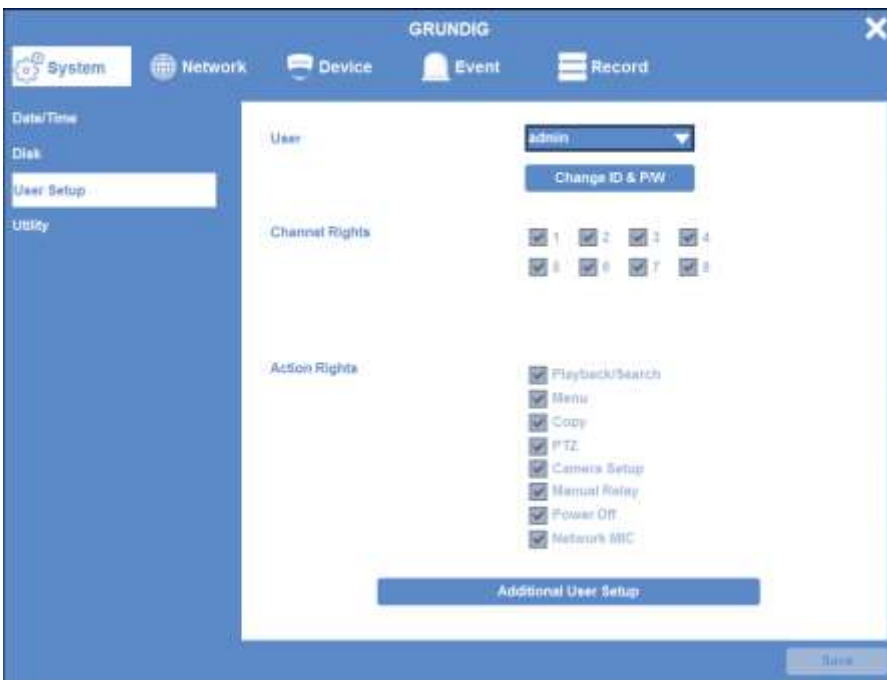 GRUNDIG
System Network Device Event Record
Date/Time
Disk
User Setup
Utility
User admin
Change ID & P/W
Channel Rights 1 2 3 4
5 6 7 8
Action Rights
Playback/Search
Menu
Copy
PTZ
Camera Setup
Manual Relay
Power Off
Network MIC
Additional User Setup
Save